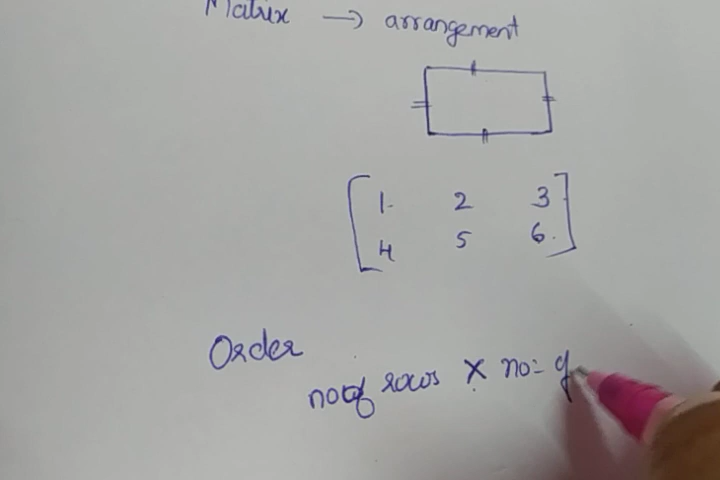 Matrix → arrangement
[1 2 3]
[4 5 6]
Order
no of rows × no: of